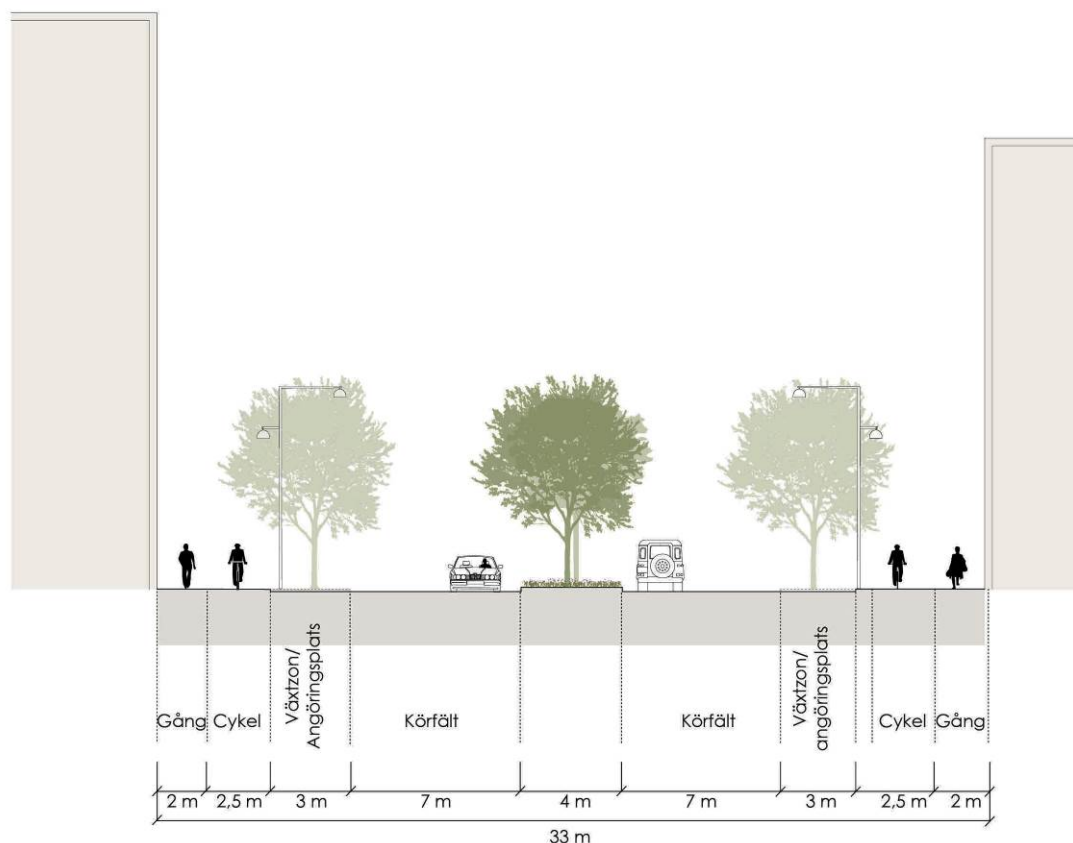 Gång
Cykel
Växtzon/
Angöringsplats
Körfält
Körfält
Växtzon/
angöringsplats
Cykel
Gång
2 m
2,5 m
3 m
7 m
4 m
7 m
3 m
2,5 m
2 m
33 m